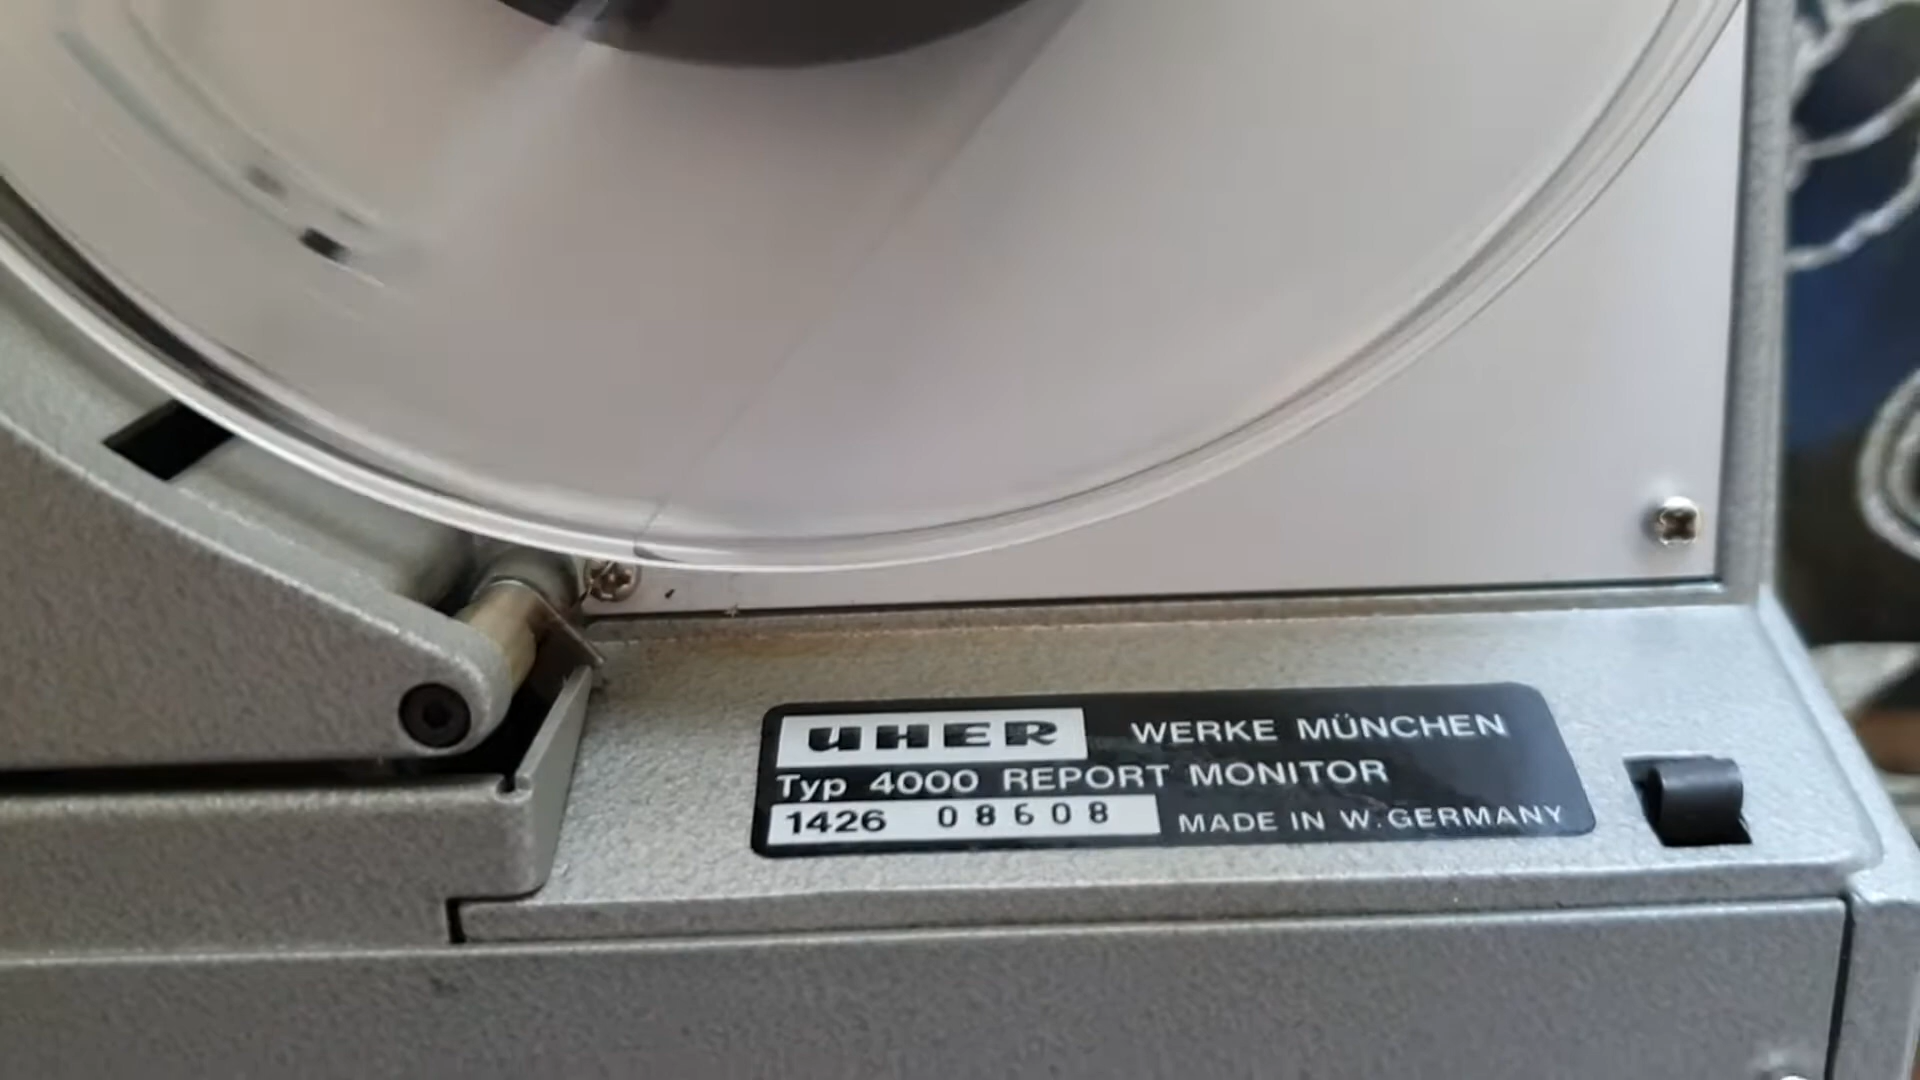 UHER WERKE MÜNCHEN
Typ 4000 REPORT MONITOR
1426 08608 MADE IN W.GERMANY